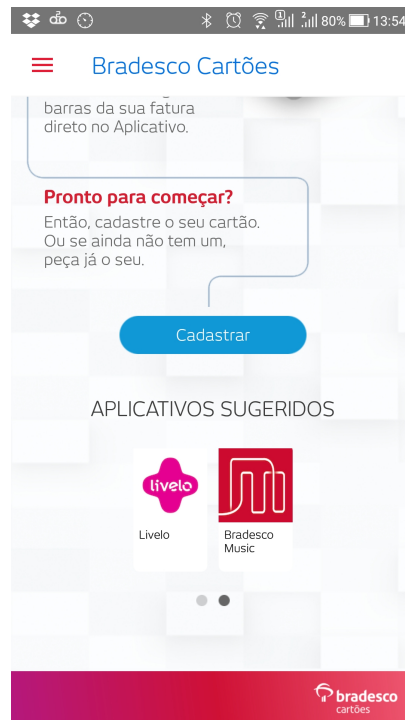 80% 13:54
Bradesco Cartões
barras da sua fatura
direto no Aplicativo.
Pronto para começar?
Então, cadastre o seu cartão.
Ou se ainda não tem um,
peça já o seu.
Cadastrar
APLICATIVOS SUGERIDOS
livelo
Livelo
Bradesco
Music
bradesco
cartões